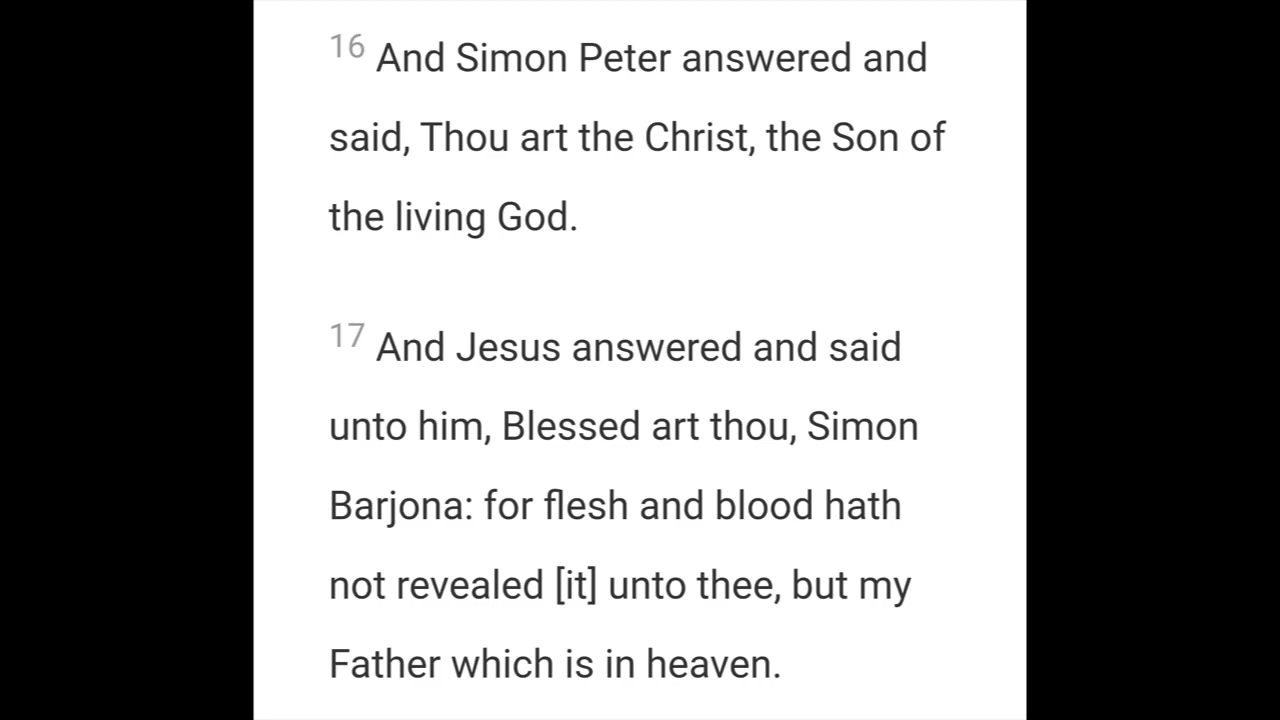 16 And Simon Peter answered and
said, Thou art the Christ, the Son of
the living God.
17 And Jesus answered and said
unto him, Blessed art thou, Simon
Barjona: for flesh and blood hath
not revealed [it] unto thee, but my
Father which is in heaven.